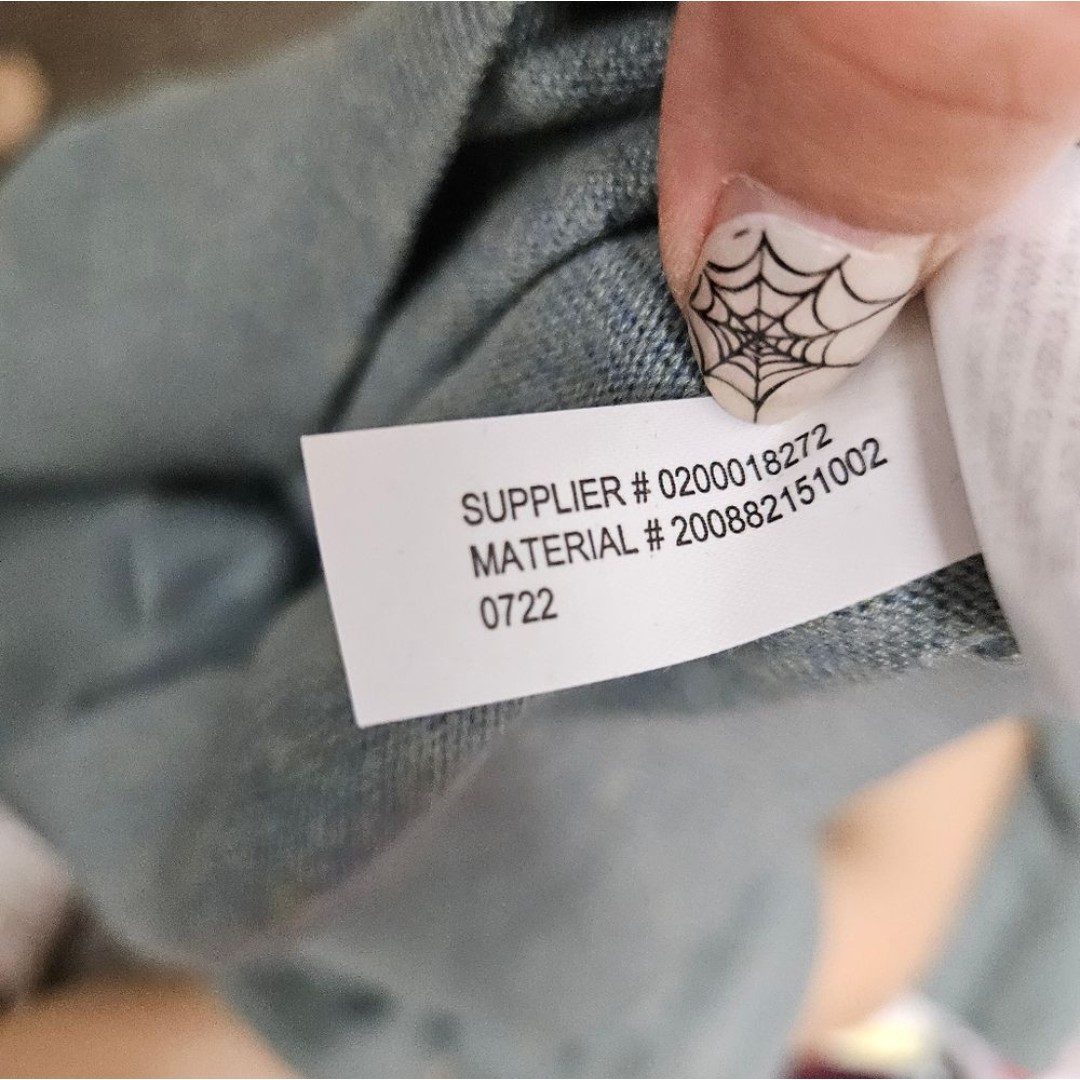 SUPPLIER # 0200018272
MATERIAL # 200882151002
0722